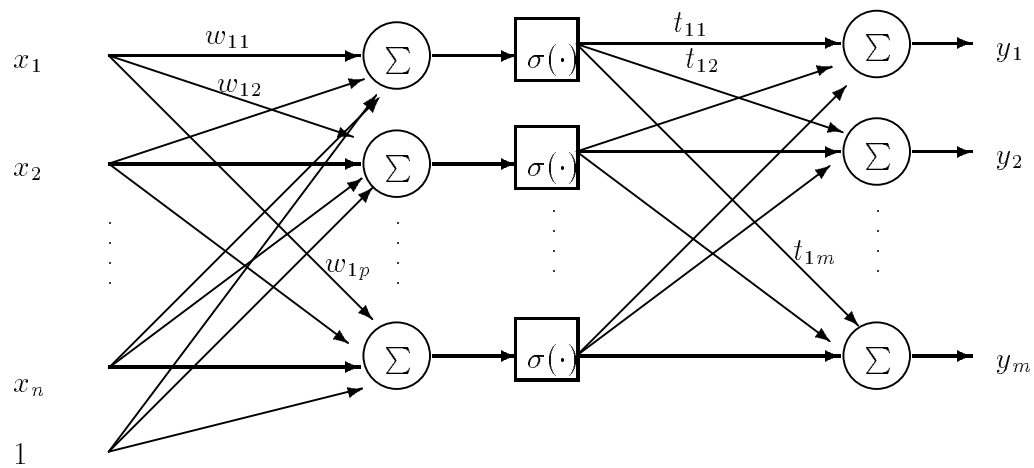 x₁ w₁₁ Σ σ(·) t₁₁ Σ y₁
w₁₂ t₁₂
x₂ Σ σ(·) Σ y₂
w₁ₚ t₁ₘ
xₙ Σ σ(·) Σ yₘ
1